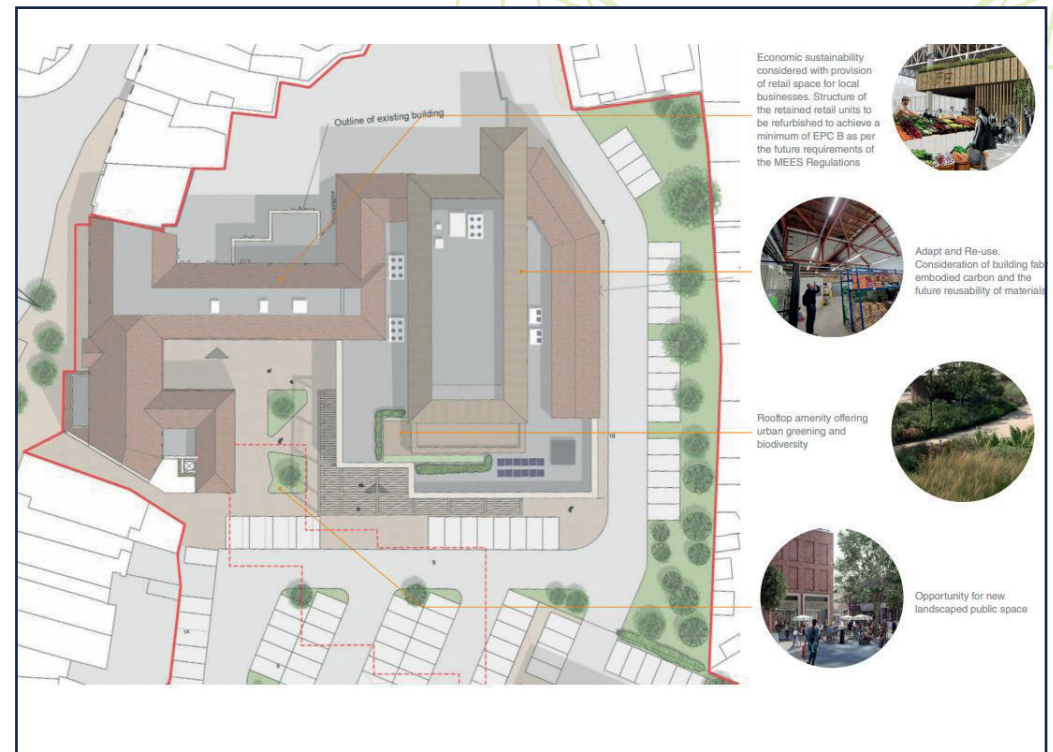 Economic sustainability
considered with provision
of retail space for local
businesses. Structure of
the retained retail units to
be refurbished to achieve a
minimum of EPC B as per
the future requirements of
the MEES Regulations
CAFE
Outline of existing building
Adapt and Re-use.
Consideration of building fab
embodied carbon and the
future reusability of materials
Rooftop amenity offering
urban greening and
biodiversity
Opportunity for new
landscaped public space